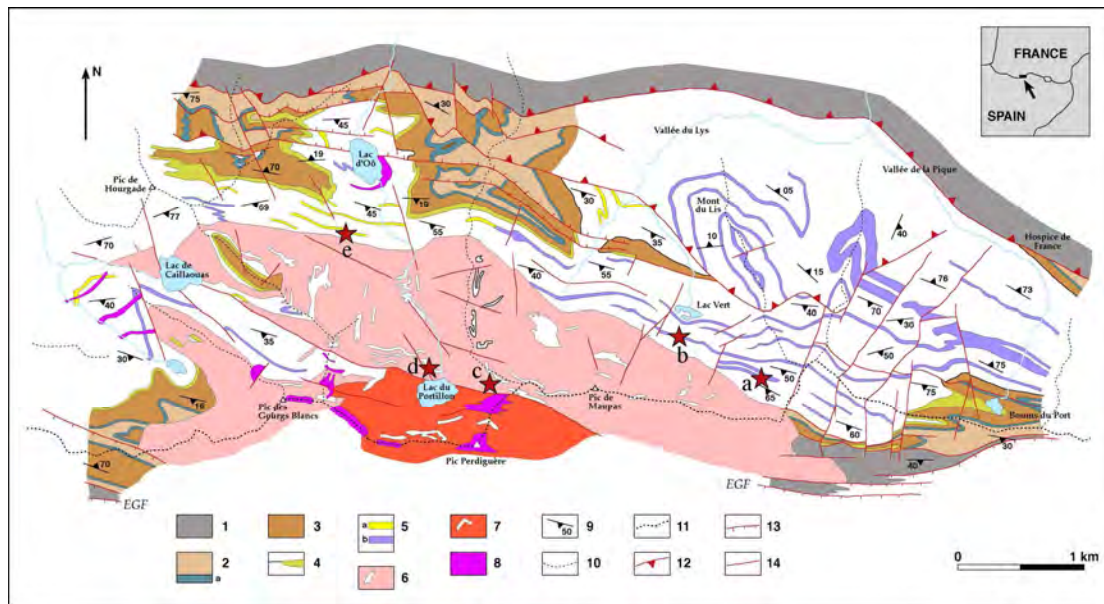 FRANCE
SPAIN
N
75
30
45
Vallée du Lys
Lac
d'Oô
19
70
Vallée de la Pique
Pic de
Hourgade
05
30
Mont
du Lis
69
45
19
77
10
40
35
Hospice de
France
55
70
e
Lac de
Caillaouas
15
76
40
55
73
Lac Vert
40
70
40
30
b
35
50
30
d
c
a
75
50
65
75
Lac du
Portillon
Pic de
Maupas
16
Pic des
Gourgs Blancs
Boums du Port
60
30
Pic Perdiguère
70
40
EGF
EGF
1
3
a
5
b
7
9
50
11
13
2
a
4
6
8
10
12
14
0
1 km